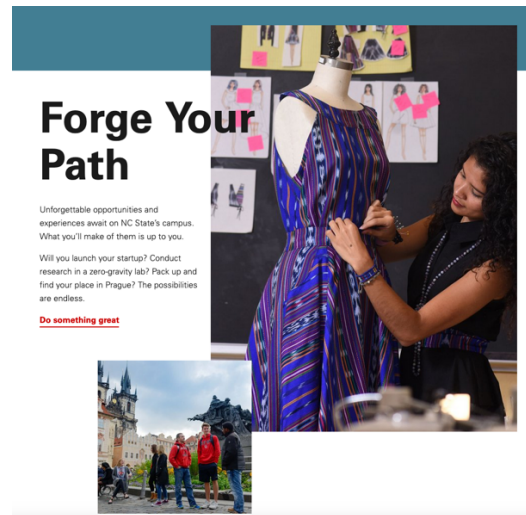 Forge Your
Path
Unforgettable opportunities and
experiences await on NC State's campus.
What you'll make of them is up to you.
Will you launch your startup? Conduct
research in a zero-gravity lab? Pack up and
find your place in Prague? The possibilities
are endless.
Do something great